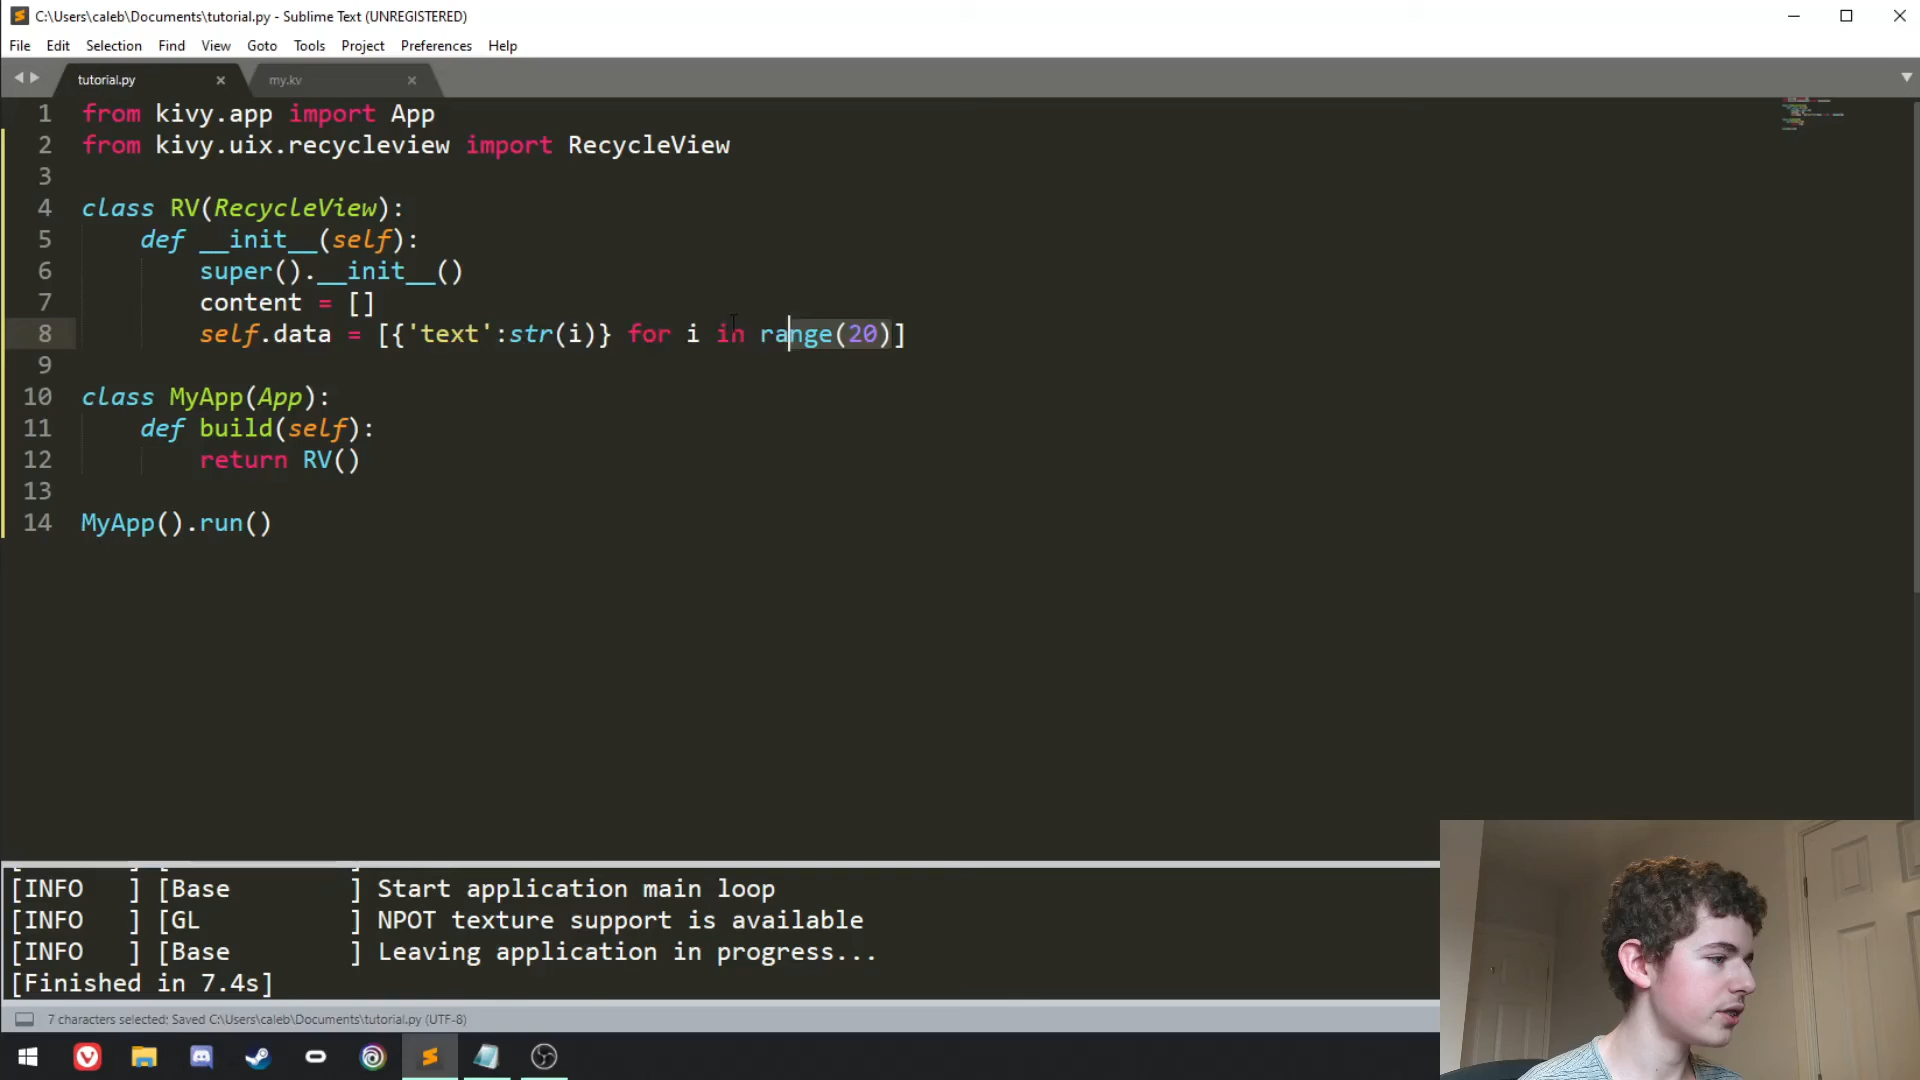 C:\Users\caleb\Documents\tutorial.py - Sublime Text (UNREGISTERED)
File Edit Selection Find View Goto Tools Project Preferences Help
tutorial.py my.kv
1 from kivy.app import App
2 from kivy.uix.recycleview import RecycleView
3
4 class RV(RecycleView):
5 def __init__(self):
6 super().__init__()
7 content = []
8 self.data = [{'text':str(i)} for i in range(20)]
9
10 class MyApp(App):
11 def build(self):
12 return RV()
13
14 MyApp().run()
[INFO ] [Base ] Start application main loop
[INFO ] [GL ] NPOT texture support is available
[INFO ] [Base ] Leaving application in progress...
[Finished in 7.4s]
7 characters selected; Saved C:\Users\caleb\Documents\tutorial.py (UTF-8)